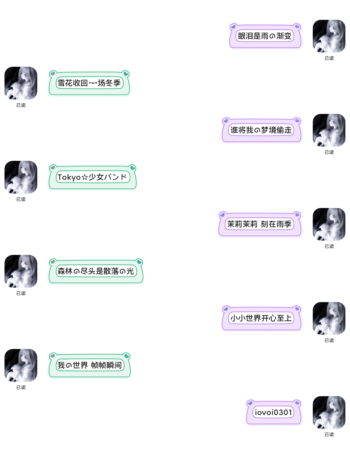 眼泪是雨の渐变
已读
雪花收回一场冬季
已读
谁将我の梦境偷走
已读
Tokyo☆少女バンド
已读
茉莉茉莉 刻在雨季
已读
森林の尽头是散落の光
已读
小小世界开心至上
已读
我の世界 帧帧瞬间
已读
iovoi0301
已读